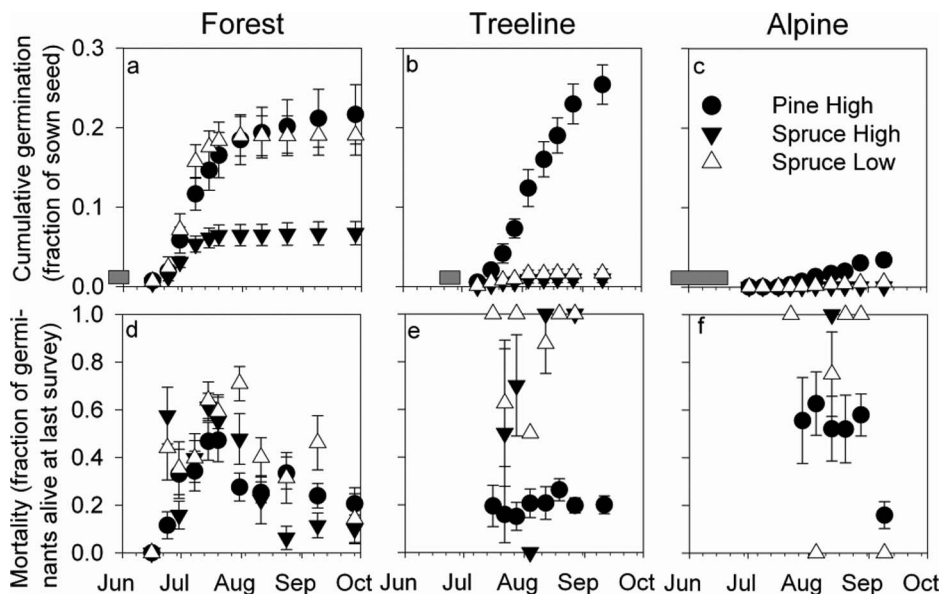 Forest Treeline Alpine
Cumulative germination
(fraction of sown seed)
0.3
0.2
0.1
0.0
a
b
c
Pine High
Spruce High
Spruce Low
Mortality (fraction of germi-
nants alive at last survey)
1.0
0.8
0.6
0.4
0.2
0.0
d
e
f
Jun Jul Aug Sep Oct
Jun Jul Aug Sep Oct
Jun Jul Aug Sep Oct